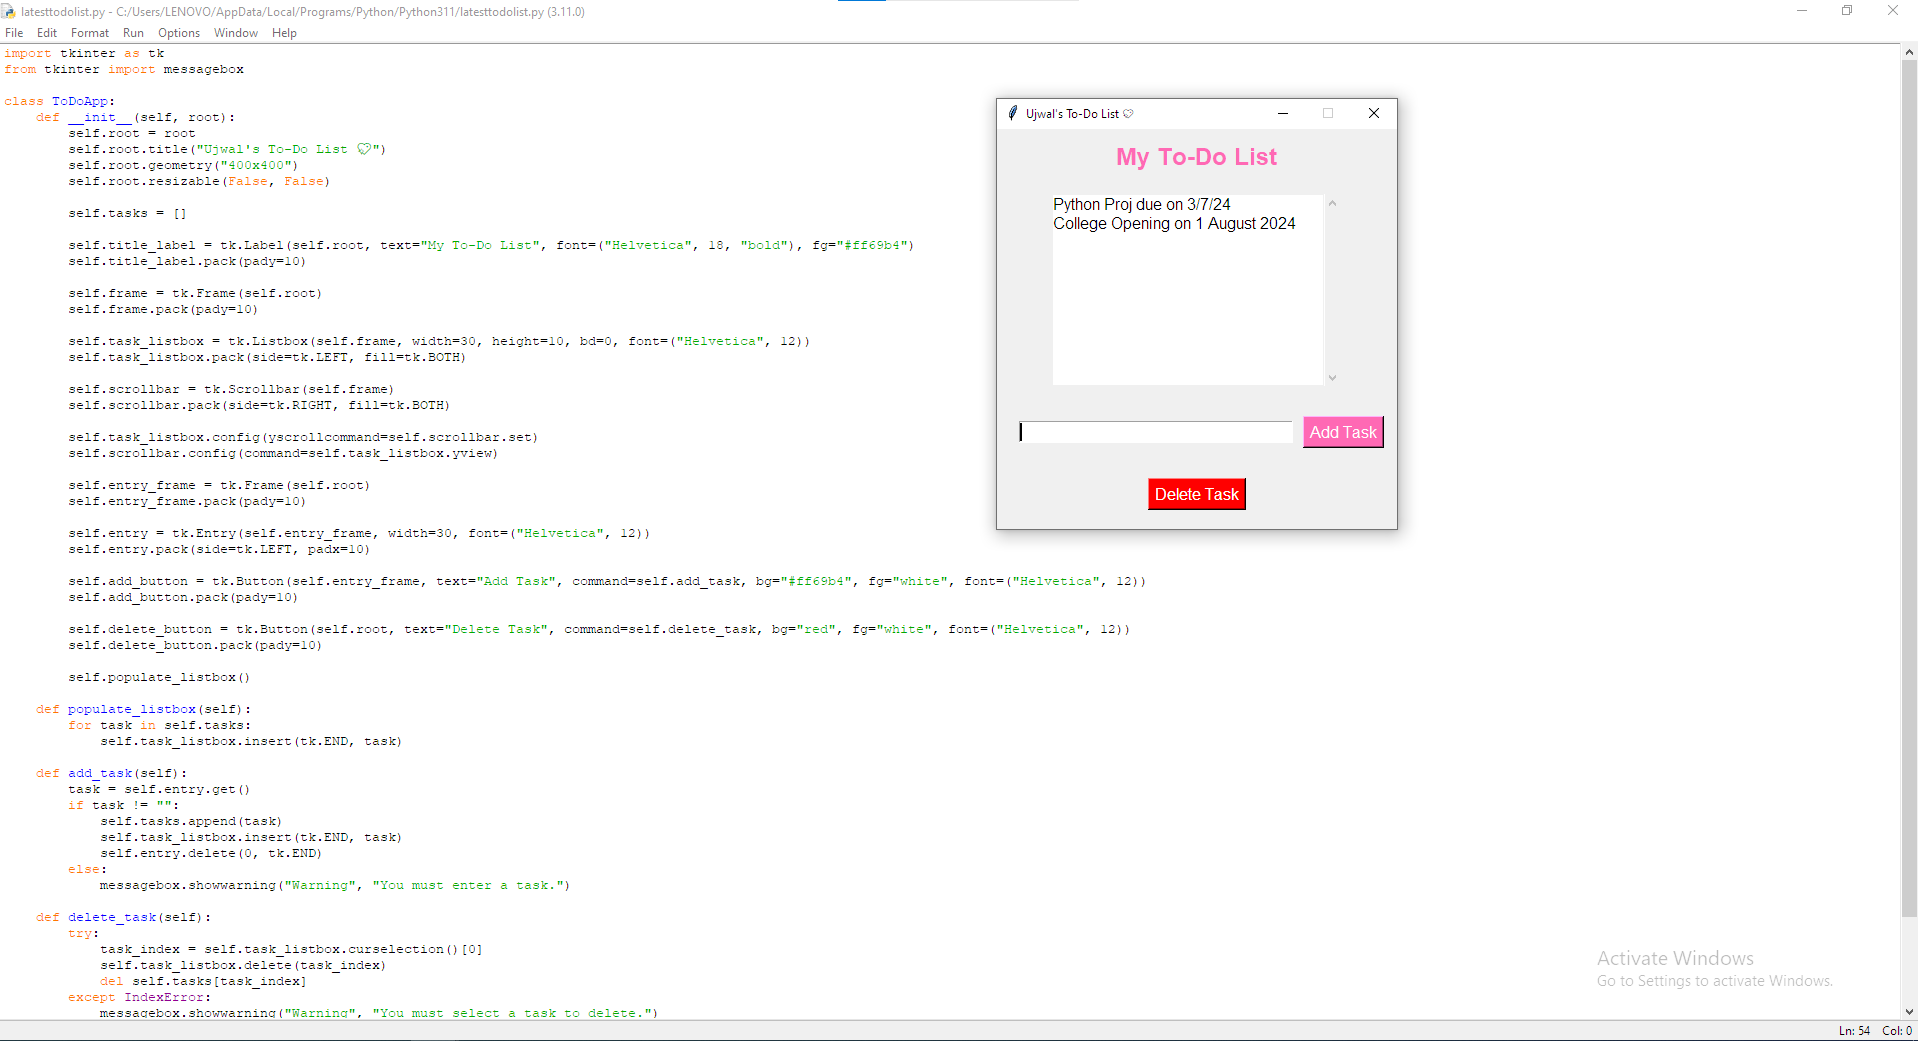 latesttodolist.py - C:/Users/LENOVO/AppData/Local/Programs/Python/Python311/latesttodolist.py (3.11.0)
File Edit Format Run Options Window Help
import tkinter as tk
from tkinter import messagebox
class ToDoApp:
    def __init__(self, root):
        self.root = root
        self.root.title("Ujwal's To-Do List ♡")
        self.root.geometry("400x400")
        self.root.resizable(False, False)
        self.tasks = []
        self.title_label = tk.Label(self.root, text="My To-Do List", font=("Helvetica", 18, "bold"), fg="#ff69b4")
        self.title_label.pack(pady=10)
        self.frame = tk.Frame(self.root)
        self.frame.pack(pady=10)
        self.task_listbox = tk.Listbox(self.frame, width=30, height=10, bd=0, font=("Helvetica", 12))
        self.task_listbox.pack(side=tk.LEFT, fill=tk.BOTH)
        self.scrollbar = tk.Scrollbar(self.frame)
        self.scrollbar.pack(side=tk.RIGHT, fill=tk.BOTH)
        self.task_listbox.config(yscrollcommand=self.scrollbar.set)
        self.scrollbar.config(command=self.task_listbox.yview)
        self.entry_frame = tk.Frame(self.root)
        self.entry_frame.pack(pady=10)
        self.entry = tk.Entry(self.entry_frame, width=30, font=("Helvetica", 12))
        self.entry.pack(side=tk.LEFT, padx=10)
        self.add_button = tk.Button(self.entry_frame, text="Add Task", command=self.add_task, bg="#ff69b4", fg="white", font=("Helvetica", 12))
        self.add_button.pack(pady=10)
        self.delete_button = tk.Button(self.root, text="Delete Task", command=self.delete_task, bg="red", fg="white", font=("Helvetica", 12))
        self.delete_button.pack(pady=10)
        self.populate_listbox()
    def populate_listbox(self):
        for task in self.tasks:
            self.task_listbox.insert(tk.END, task)
    def add_task(self):
        task = self.entry.get()
        if task != "":
            self.tasks.append(task)
            self.task_listbox.insert(tk.END, task)
            self.entry.delete(0, tk.END)
        else:
            messagebox.showwarning("Warning", "You must enter a task.")
    def delete_task(self):
        try:
            task_index = self.task_listbox.curselection()[0]
            self.task_listbox.delete(task_index)
            del self.tasks[task_index]
        except IndexError:
            messagebox.showwarning("Warning", "You must select a task to delete.")
Ujwal's To-Do List ♡
My To-Do List
Python Proj due on 3/7/24
College Opening on 1 August 2024
Add Task
Delete Task
Activate Windows
Go to Settings to activate Windows.
Ln: 54 Col: 0